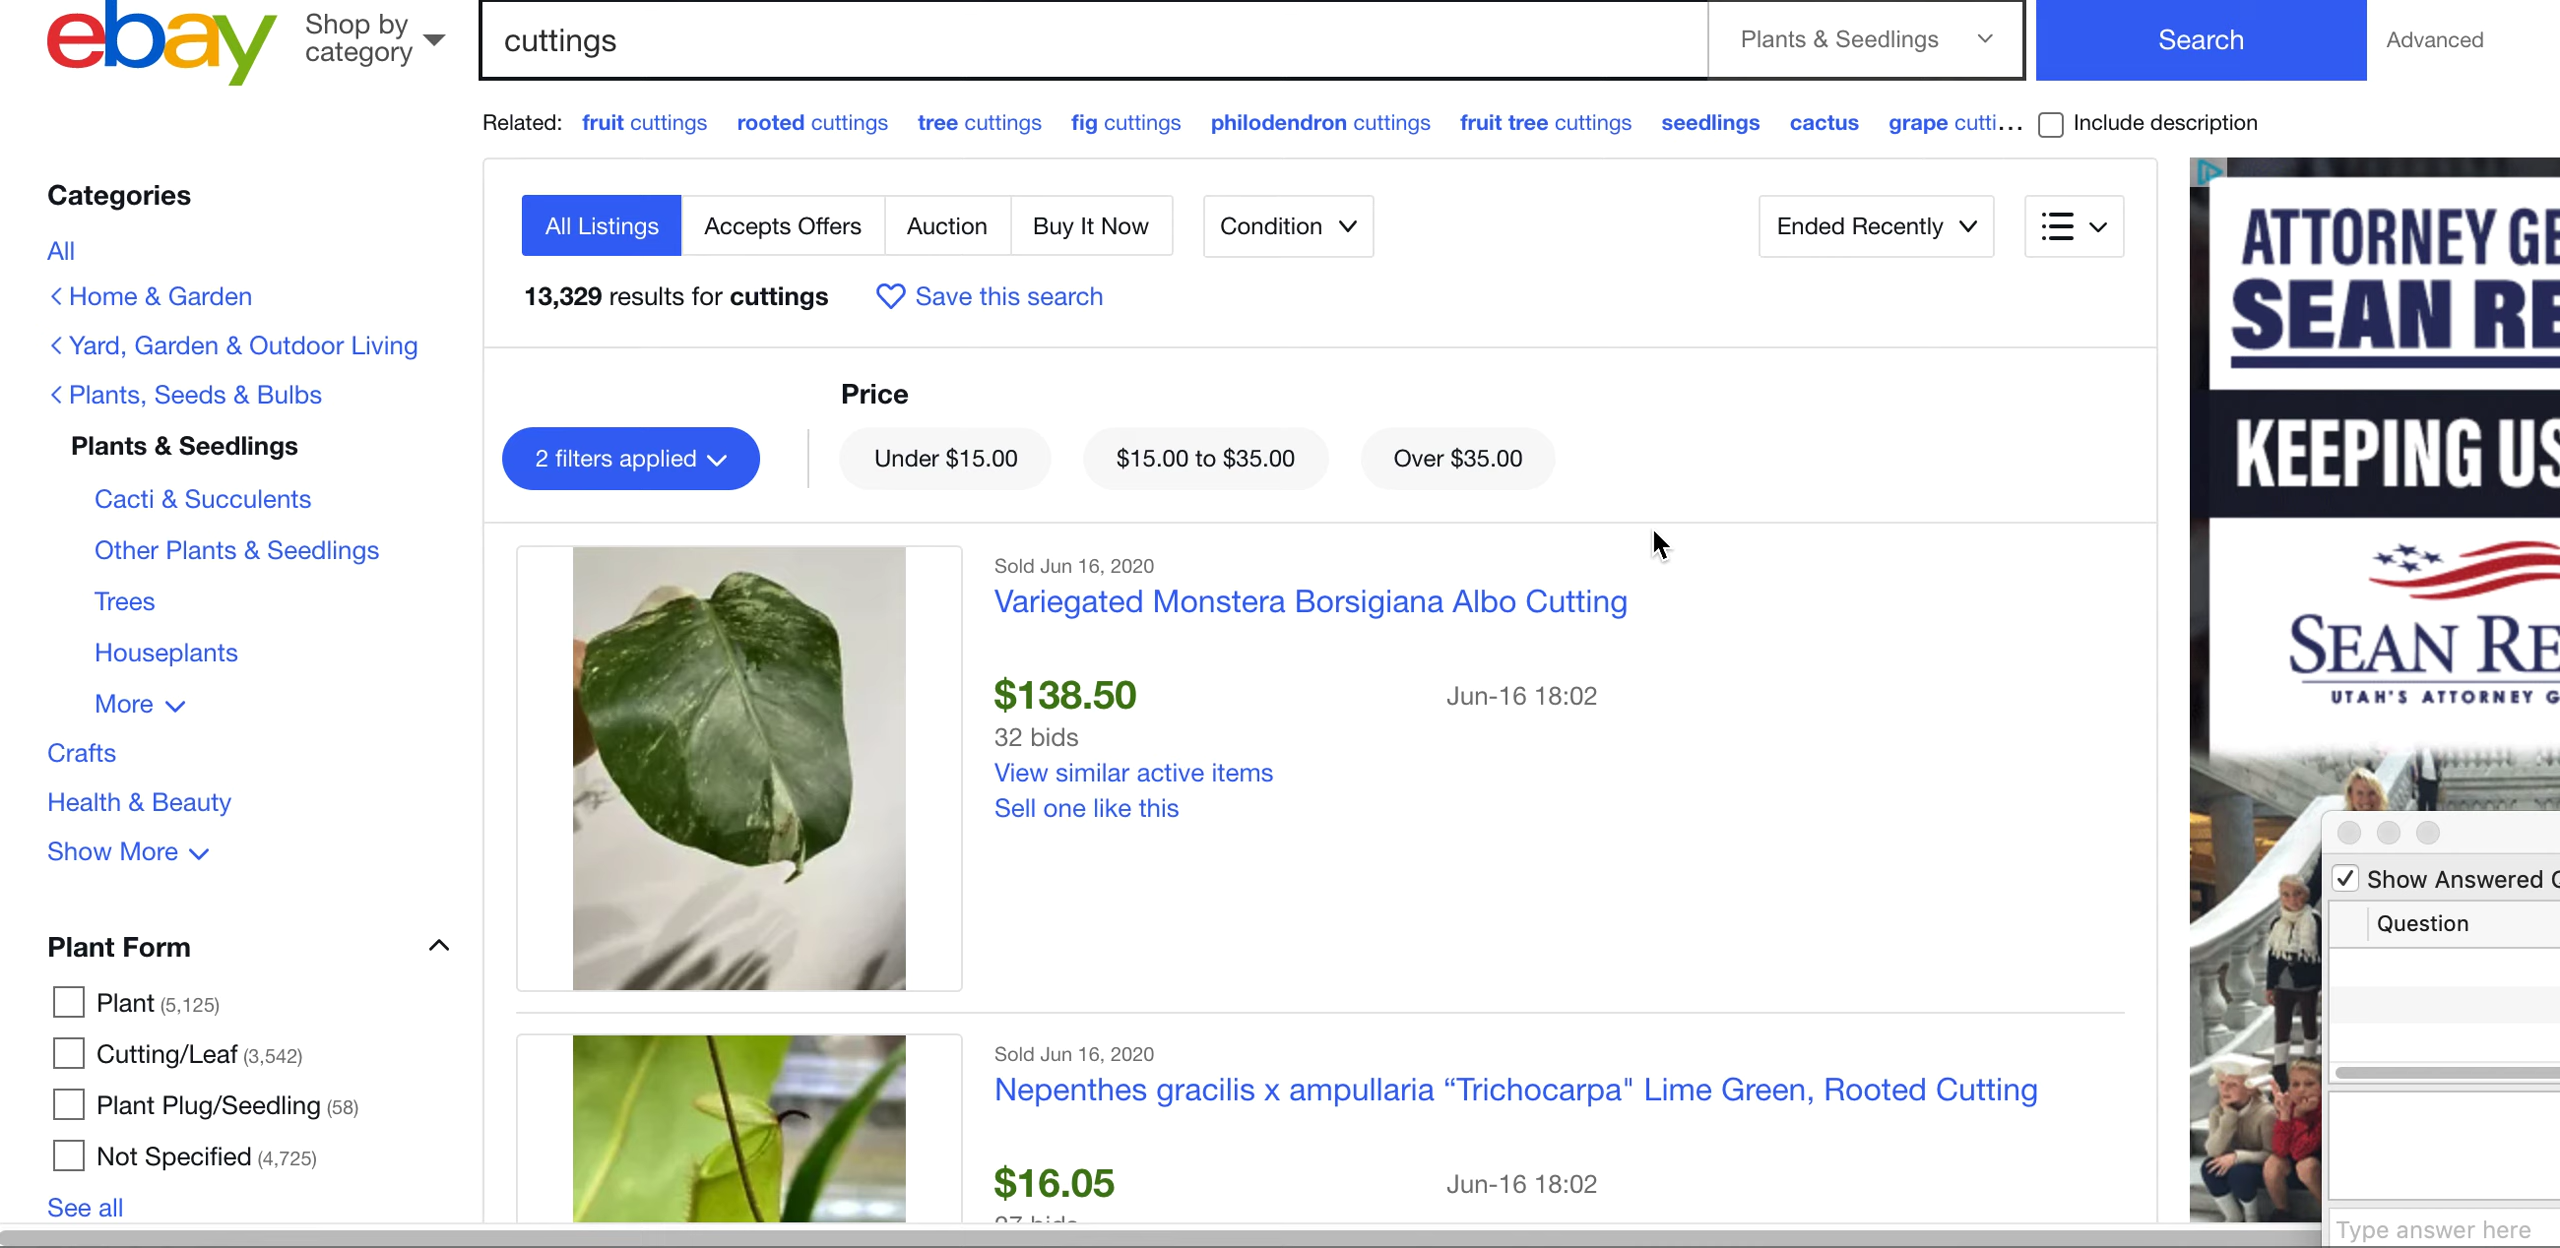 ebay
Shop by
category
cuttings
Plants & Seedlings
Search
Advanced
Related: fruit cuttings rooted cuttings tree cuttings fig cuttings philodendron cuttings fruit tree cuttings seedlings cactus grape cutti... Include description
Categories
All
Home & Garden
Yard, Garden & Outdoor Living
Plants, Seeds & Bulbs
Plants & Seedlings
Cacti & Succulents
Other Plants & Seedlings
Trees
Houseplants
More
Crafts
Health & Beauty
Show More
Plant Form
Plant (5,125)
Cutting/Leaf (3,542)
Plant Plug/Seedling (58)
Not Specified (4,725)
See all
All Listings Accepts Offers Auction Buy It Now Condition Ended Recently
13,329 results for cuttings Save this search
Price
2 filters applied Under $15.00 $15.00 to $35.00 Over $35.00
Sold Jun 16, 2020
Variegated Monstera Borsigiana Albo Cutting
$138.50 Jun-16 18:02
32 bids
View similar active items
Sell one like this
Sold Jun 16, 2020
Nepenthes gracilis x ampullaria “Trichocarpa" Lime Green, Rooted Cutting
$16.05 Jun-16 18:02
ATTORNEY GE
SEAN RE
KEEPING US
SEAN RE
UTAH'S ATTORNEY G
Show Answered
Question
Type answer here